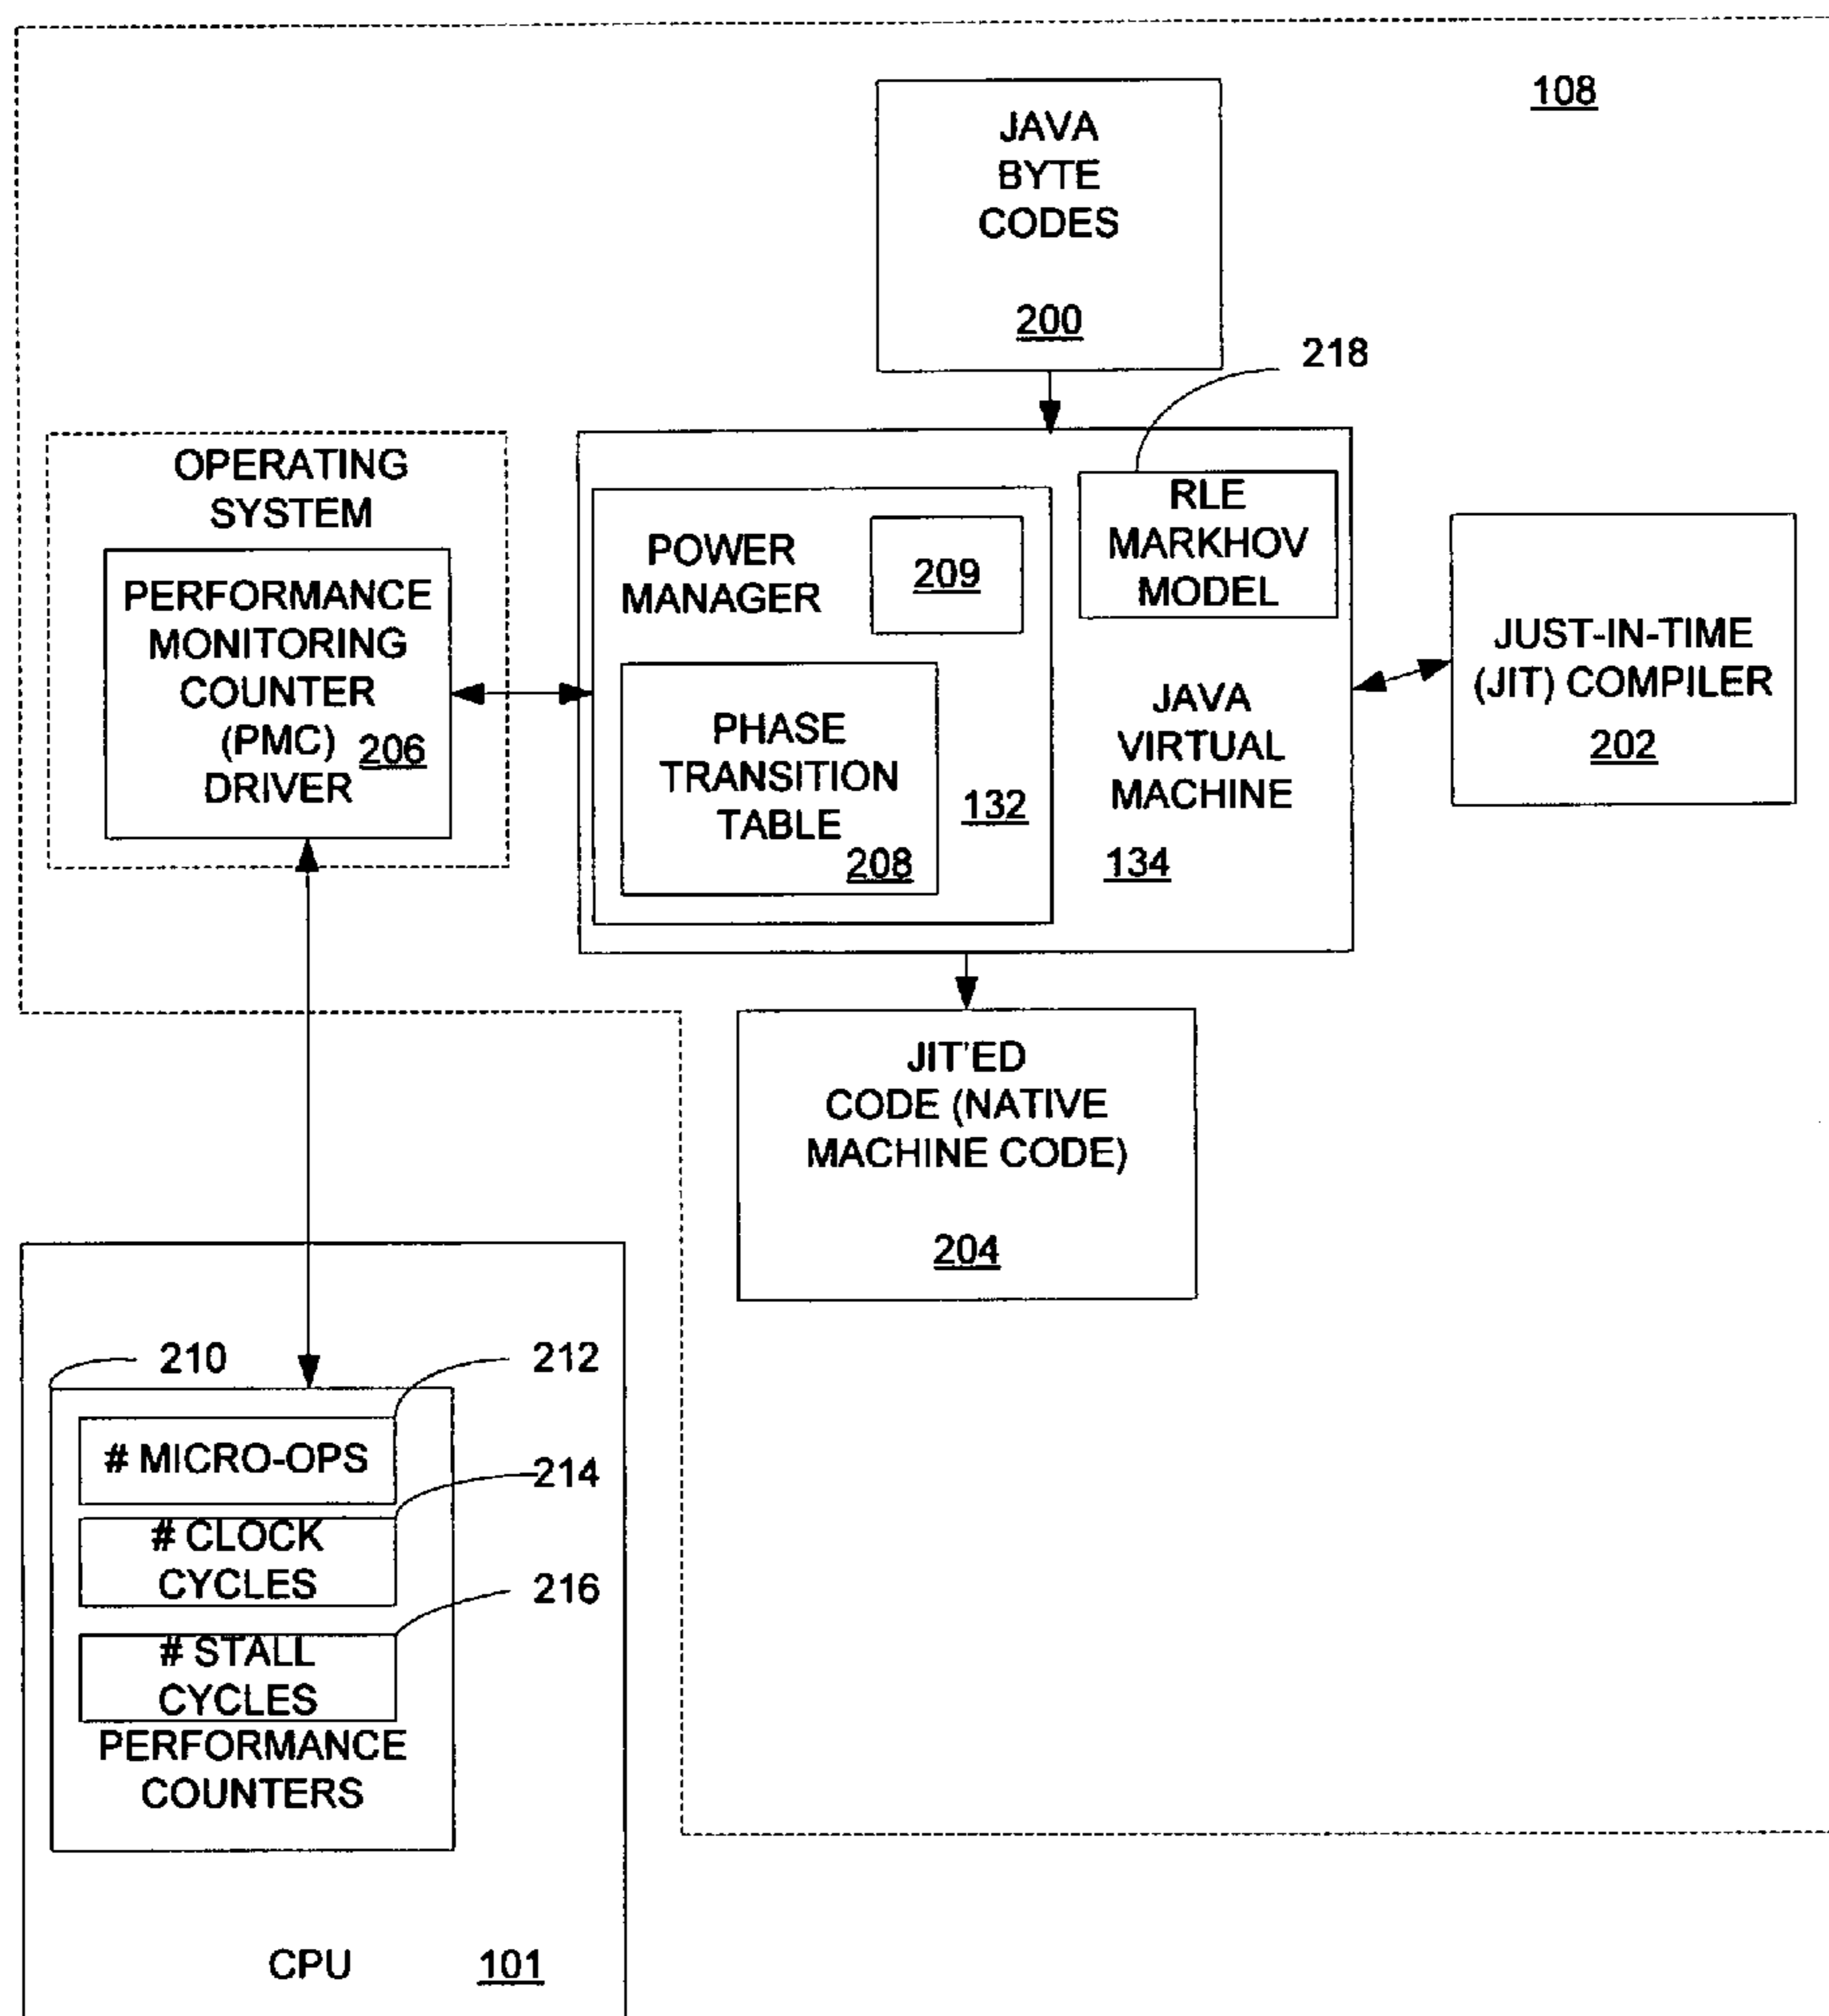 108
JAVA
BYTE
CODES
200
218
OPERATING
SYSTEM
PERFORMANCE
MONITORING
COUNTER
(PMC)
206
DRIVER
POWER
MANAGER
209
PHASE
TRANSITION
TABLE
208
132
RLE
MARKHOV
MODEL
JAVA
VIRTUAL
MACHINE
134
JUST-IN-TIME
(JIT) COMPILER
202
JIT'ED
CODE (NATIVE
MACHINE CODE)
204
210
212
# MICRO-OPS
214
# CLOCK
CYCLES
216
# STALL
CYCLES
PERFORMANCE
COUNTERS
CPU
101